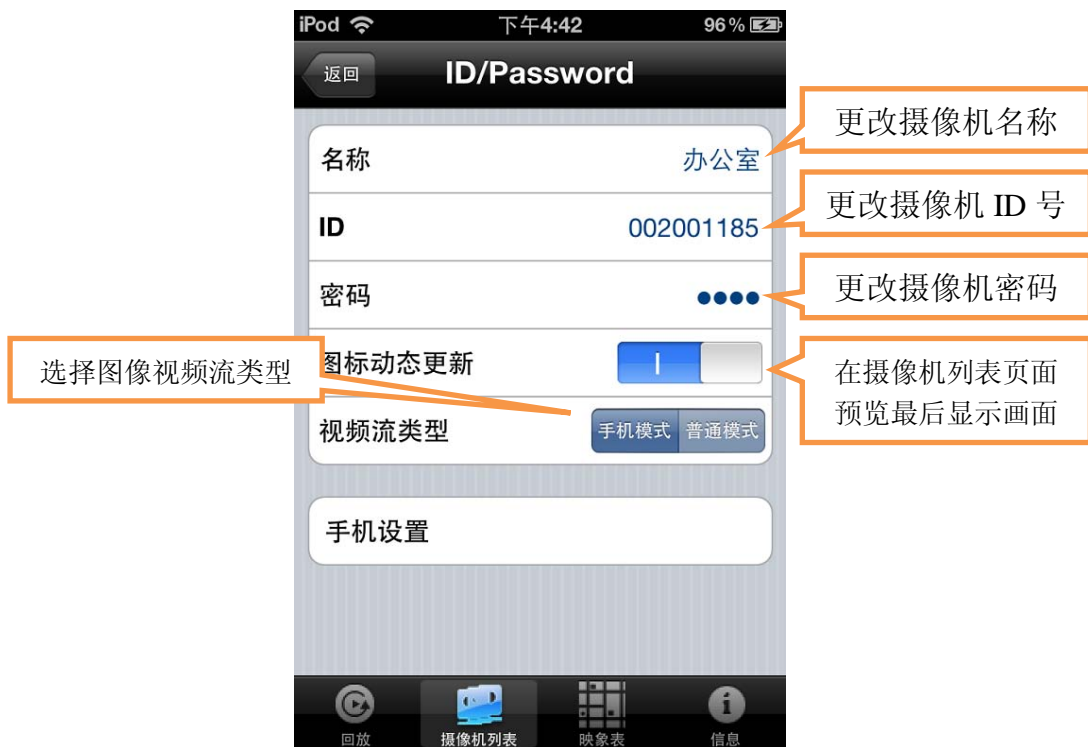 iPod 下午4:42 96%
返回 ID/Password
更改摄像机名称
名称 办公室
更改摄像机 ID 号
ID 002001185
更改摄像机密码
密码 ●●●●
选择图像视频流类型
图标动态更新
在摄像机列表页面
预览最后显示画面
视频流类型 手机模式 普通模式
手机设置
回放 摄像机列表 映象表 信息